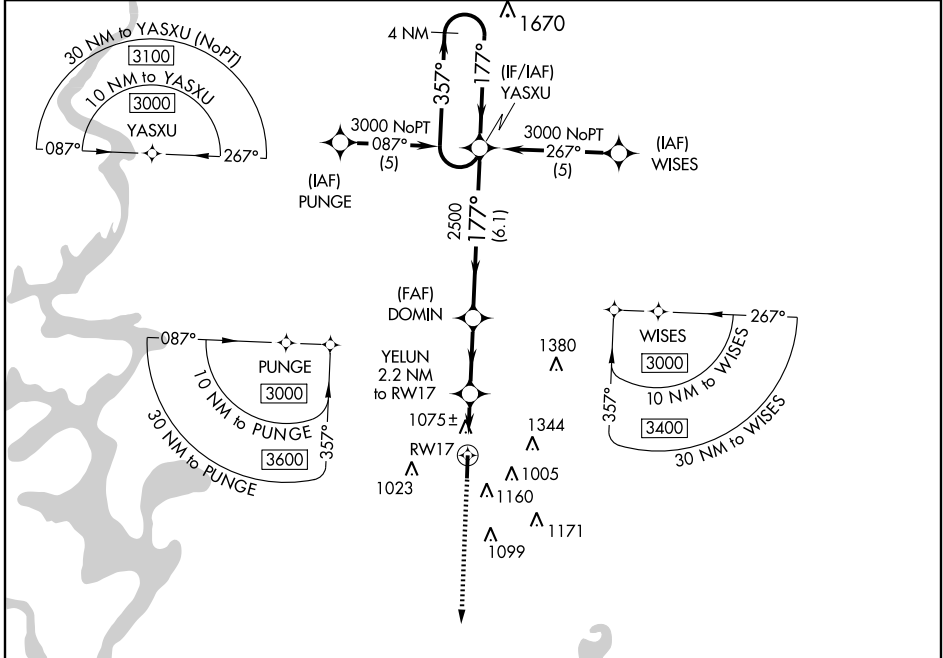 1670
4 NM
357°
177°
(IF/IAF)
YASXU
30 NM to YASXU (NoPT)
3100
10 NM to YASXU
3000
YASXU
087°
267°
3000 NoPT
087°
(5)
(IAF)
PUNGE
3000 NoPT
267°
(5)
(IAF)
WISES
2500
177°
(6.1)
(FAF)
DOMIN
YELUN
2.2 NM
to RW17
1075±
RW17
1023
1380
1344
1005
1160
1171
1099
087°
PUNGE
3000
10 NM to PUNGE
3600
30 NM to PUNGE
357°
267°
WISES
3000
10 NM to WISES
3400
30 NM to WISES
357°